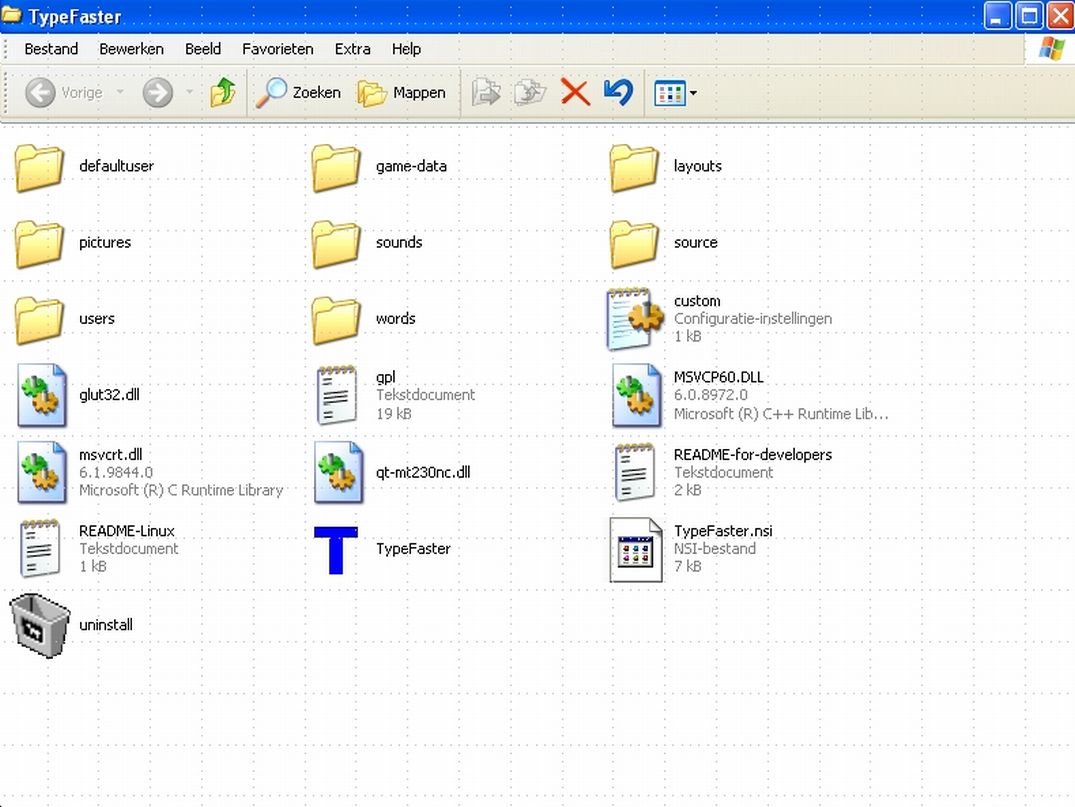 TypeFaster
Bestand Bewerken Beeld Favorieten Extra Help
Vorige Zoeken Mappen
defaultuser
game-data
layouts
pictures
sounds
source
users
words
custom
Configuratie-instellingen
1 kB
glut32.dll
gpl
Tekstdocument
19 kB
MSVCP60.DLL
6.0.8972.0
Microsoft (R) C++ Runtime Lib...
msvcrt.dll
6.1.9844.0
Microsoft (R) C Runtime Library
qt-mt230nc.dll
README-for-developers
Tekstdocument
2 kB
README-Linux
Tekstdocument
1 kB
TypeFaster
TypeFaster.nsi
NSI-bestand
7 kB
uninstall